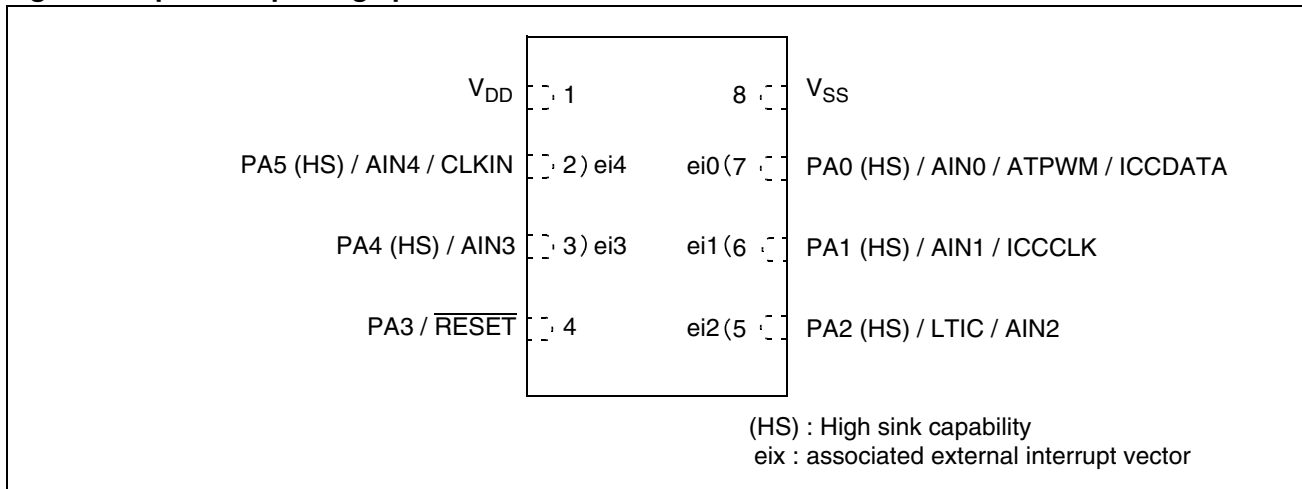 V_DD 1 8 V_SS
PA5 (HS) / AIN4 / CLKIN 2) ei4 ei0 (7 PA0 (HS) / AIN0 / ATPWM / ICCDATA
PA4 (HS) / AIN3 3) ei3 ei1 (6 PA1 (HS) / AIN1 / ICCCLK
PA3 / RESET 4 ei2 (5 PA2 (HS) / LTIC / AIN2
(HS) : High sink capability
eix : associated external interrupt vector